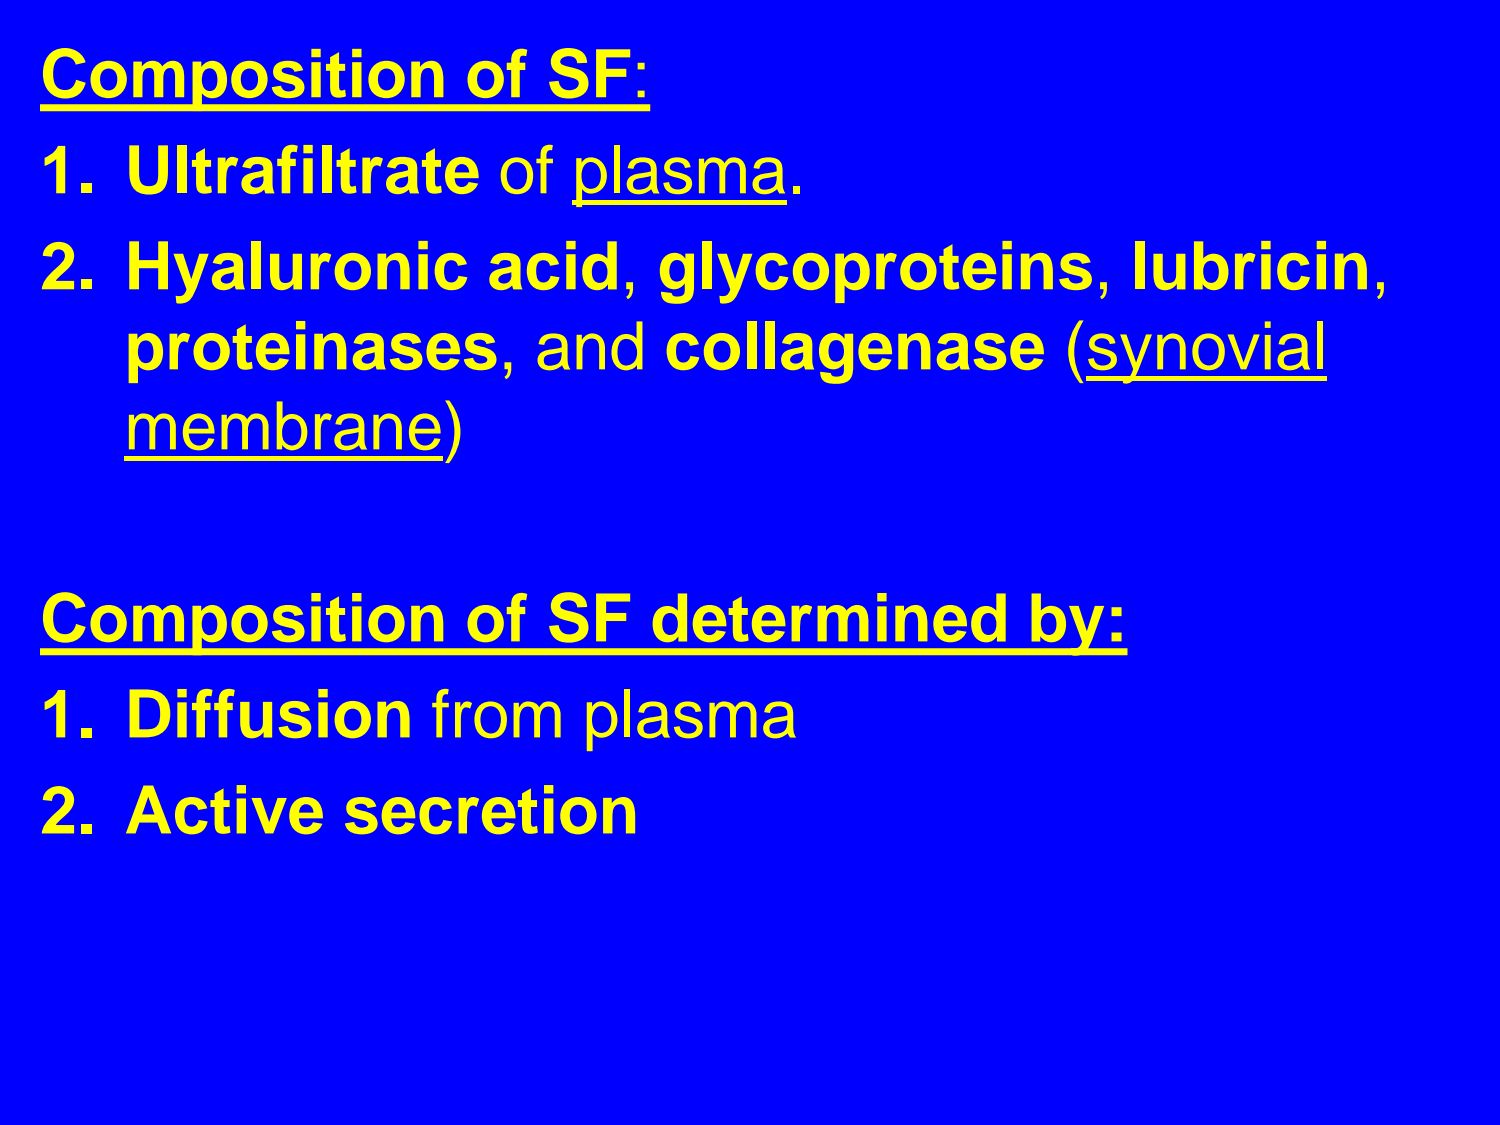 Composition of SF:
1. Ultrafiltrate of plasma.
2. Hyaluronic acid, glycoproteins, lubricin,
proteinases, and collagenase (synovial
membrane)
Composition of SF determined by:
1. Diffusion from plasma
2. Active secretion